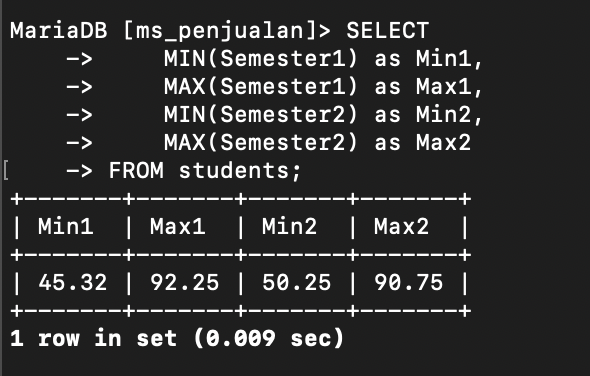 MariaDB [ms_penjualan]> SELECT
    ->     MIN(Semester1) as Min1,
    ->     MAX(Semester1) as Max1,
    ->     MIN(Semester2) as Min2,
    ->     MAX(Semester2) as Max2
[    -> FROM students;
+-------+-------+-------+-------+
| Min1  | Max1  | Min2  | Max2  |
+-------+-------+-------+-------+
| 45.32 | 92.25 | 50.25 | 90.75 |
+-------+-------+-------+-------+
1 row in set (0.009 sec)